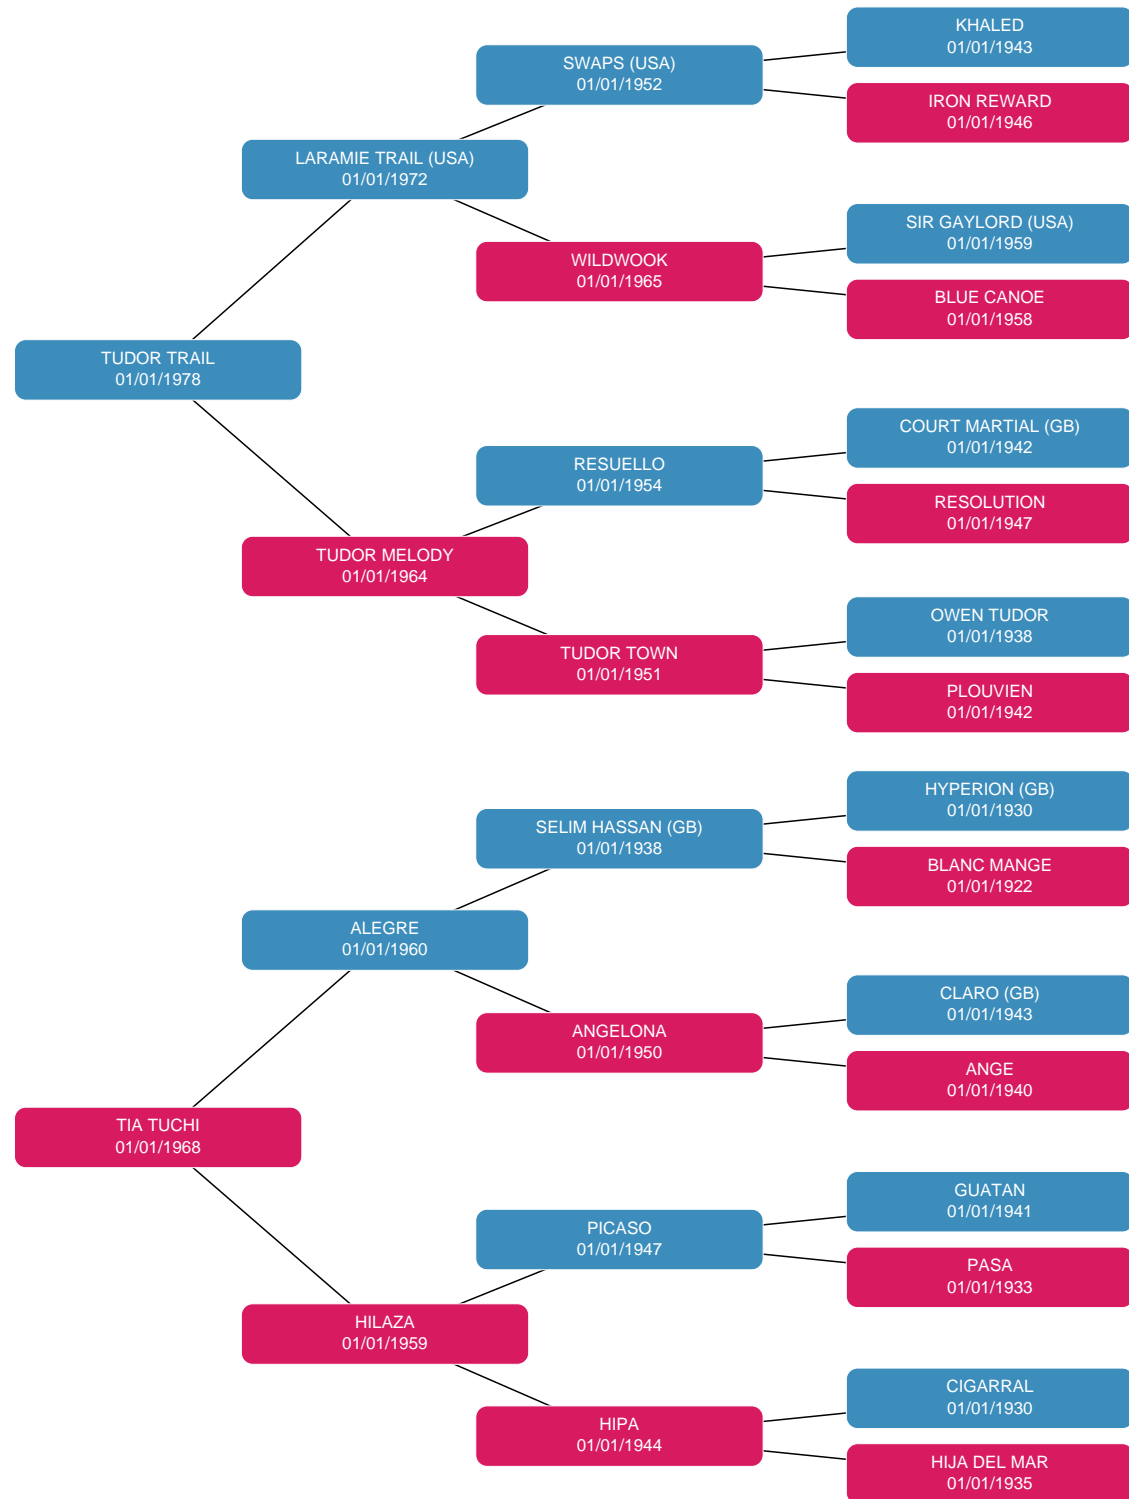 KHALED
01/01/1943
SWAPS (USA)
01/01/1952
IRON REWARD
01/01/1946
LARAMIE TRAIL (USA)
01/01/1972
SIR GAYLORD (USA)
01/01/1959
WILDWOOK
01/01/1965
BLUE CANOE
01/01/1958
TUDOR TRAIL
01/01/1978
COURT MARTIAL (GB)
01/01/1942
RESUELLO
01/01/1954
RESOLUTION
01/01/1947
TUDOR MELODY
01/01/1964
OWEN TUDOR
01/01/1938
TUDOR TOWN
01/01/1951
PLOUVIEN
01/01/1942
HYPERION (GB)
01/01/1930
SELIM HASSAN (GB)
01/01/1938
BLANC MANGE
01/01/1922
ALEGRE
01/01/1960
CLARO (GB)
01/01/1943
ANGELONA
01/01/1950
ANGE
01/01/1940
TIA TUCHI
01/01/1968
GUATAN
01/01/1941
PICASO
01/01/1947
PASA
01/01/1933
HILAZA
01/01/1959
CIGARRAL
01/01/1930
HIPA
01/01/1944
HIJA DEL MAR
01/01/1935